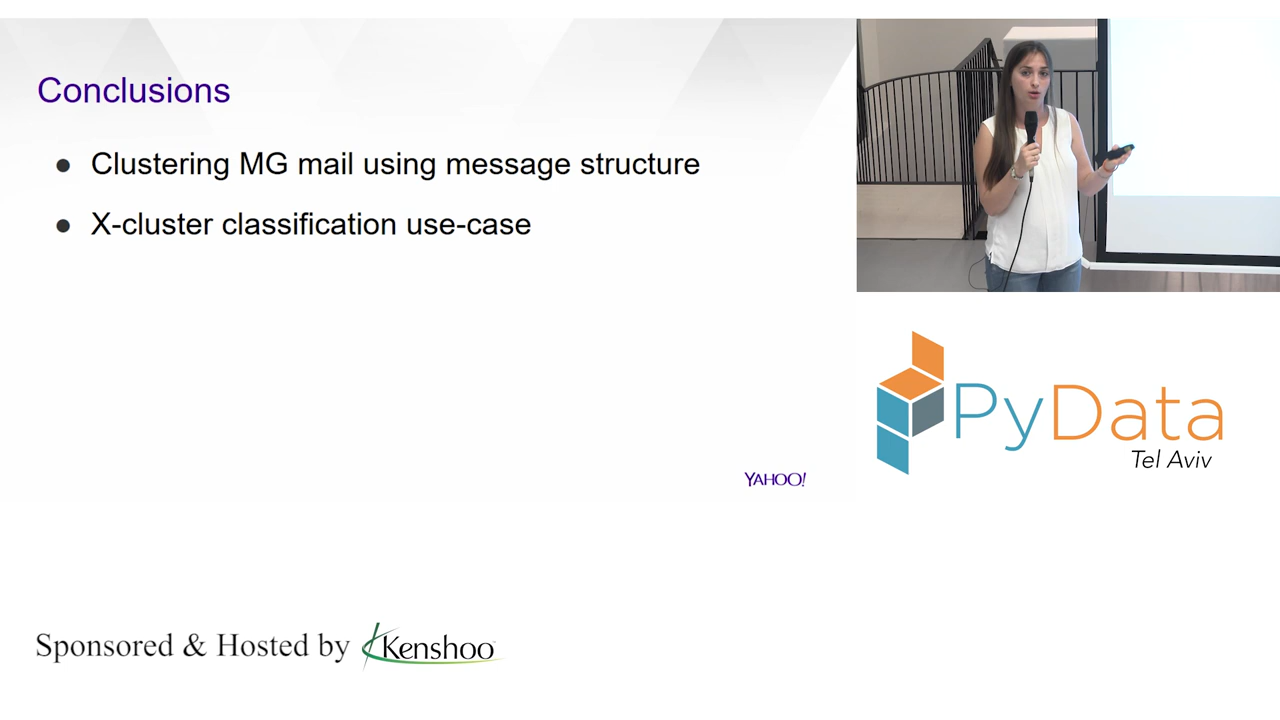 Conclusions
● Clustering MG mail using message structure
● X-cluster classification use-case
YAHOO!
PyData
Tel Aviv
Sponsored & Hosted by Kenshoo